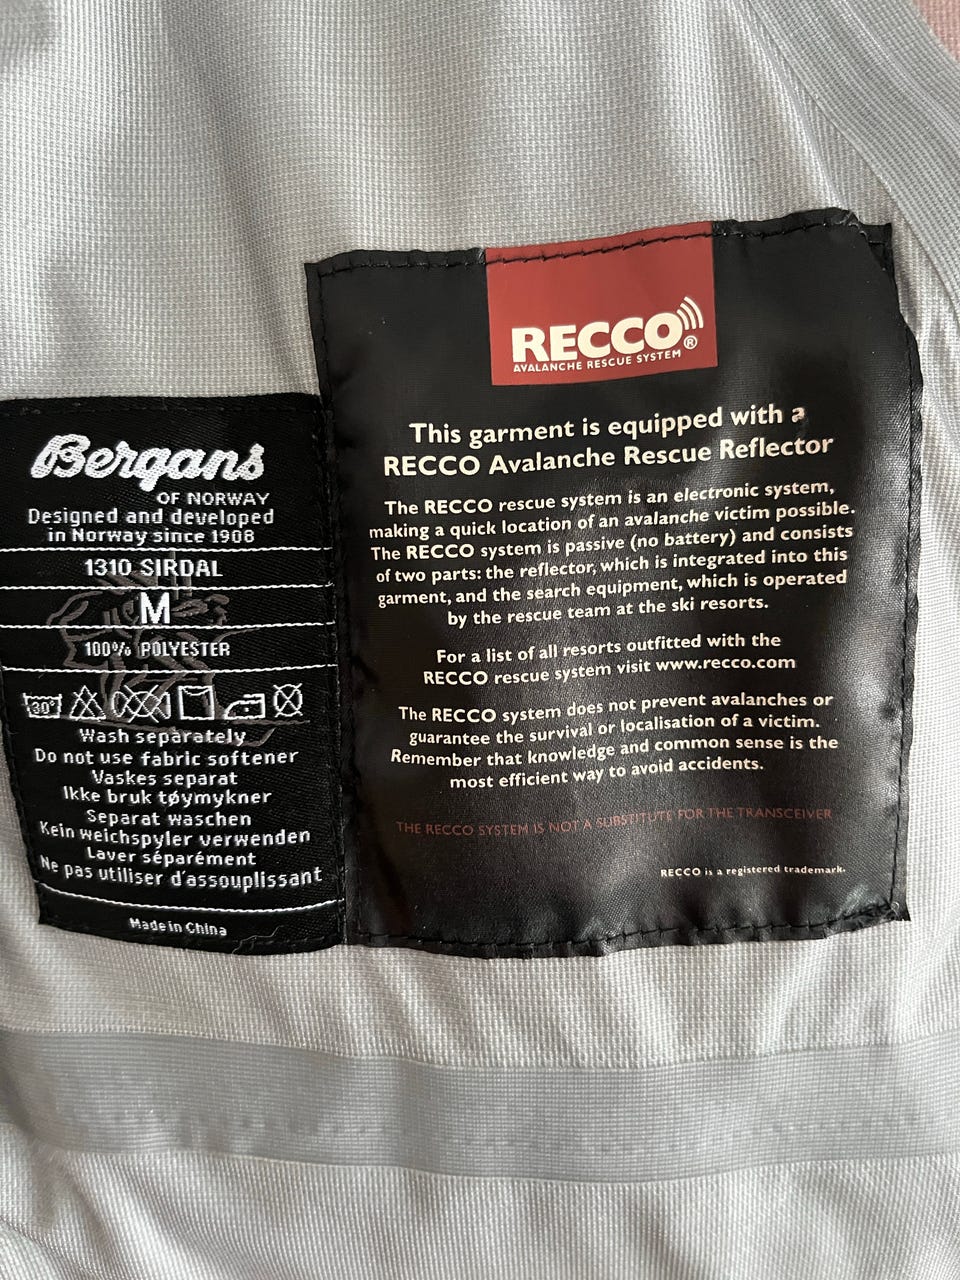 Bergans
OF NORWAY
Designed and developed
in Norway since 1908
1310 SIRDAL
M
100% POLYESTER
30°
Wash separately
Do not use fabric softener
Vaskes separat
Ikke bruk tøymykner
Separat waschen
Kein weichspyler verwenden
Laver séparément
Ne pas utiliser d'assouplissant
Made in China
RECCO®
AVALANCHE RESCUE SYSTEM
This garment is equipped with a
RECCO Avalanche Rescue Reflector
The RECCO rescue system is an electronic system,
making a quick location of an avalanche victim possible.
The RECCO system is passive (no battery) and consists
of two parts: the reflector, which is integrated into this
garment, and the search equipment, which is operated
by the rescue team at the ski resorts.
For a list of all resorts outfitted with the
RECCO rescue system visit www.recco.com
The RECCO system does not prevent avalanches or
guarantee the survival or localisation of a victim.
Remember that knowledge and common sense is the
most efficient way to avoid accidents.
THE RECCO SYSTEM IS NOT A SUBSTITUTE FOR THE TRANSCEIVER
RECCO is a registered trademark.